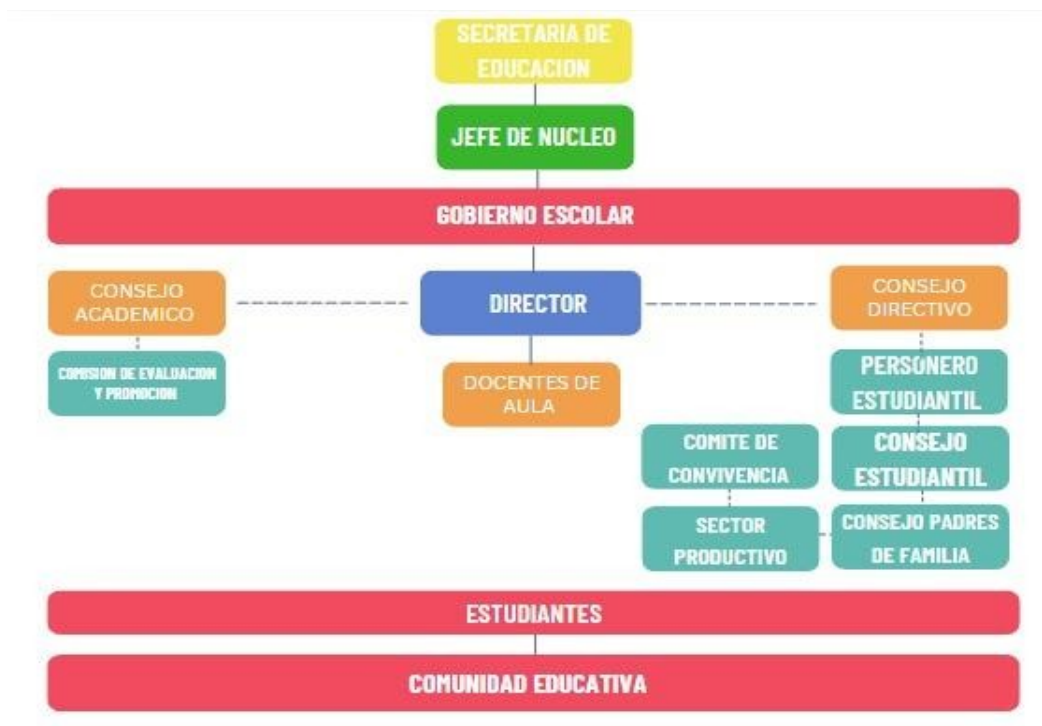 SECRETARIA DE
EDUCACION
JEFE DE NUCLEO
GOBIERNO ESCOLAR
CONSEJO
ACADEMICO
DIRECTOR
CONSEJO
DIRECTIVO
COMISION DE EVALUACION
Y PROMOCION
DOCENTES DE
AULA
PERSONERO
ESTUDIANTIL
COMITE DE
CONVIVENCIA
CONSEJO
ESTUDIANTIL
SECTOR
PRODUCTIVO
CONSEJO PADRES
DE FAMILIA
ESTUDIANTES
COMUNIDAD EDUCATIVA